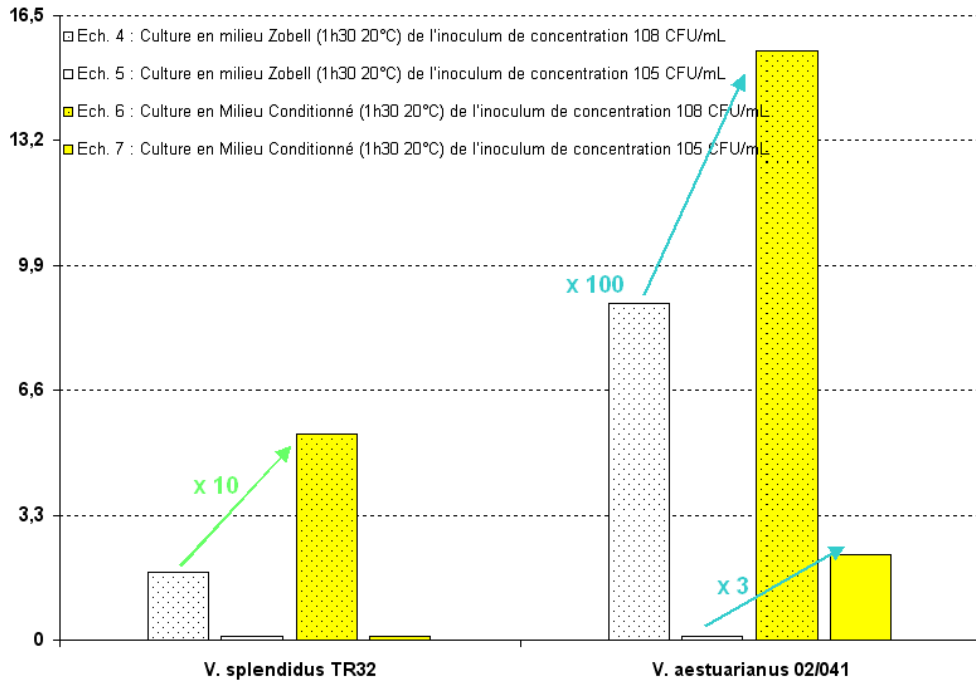 16,5
Ech. 4 : Culture en milieu Zobell (1h30 20°C) de l'inoculum de concentration 108 CFU/mL
Ech. 5 : Culture en milieu Zobell (1h30 20°C) de l'inoculum de concentration 105 CFU/mL
Ech. 6 : Culture en Milieu Conditionné (1h30 20°C) de l'inoculum de concentration 108 CFU/mL
13,2
Ech. 7 : Culture en Milieu Conditionné (1h30 20°C) de l'inoculum de concentration 105 CFU/mL
9,9
x 100
6,6
x 10
3,3
x 3
0
V. splendidus TR32
V. aestuarianus 02/041